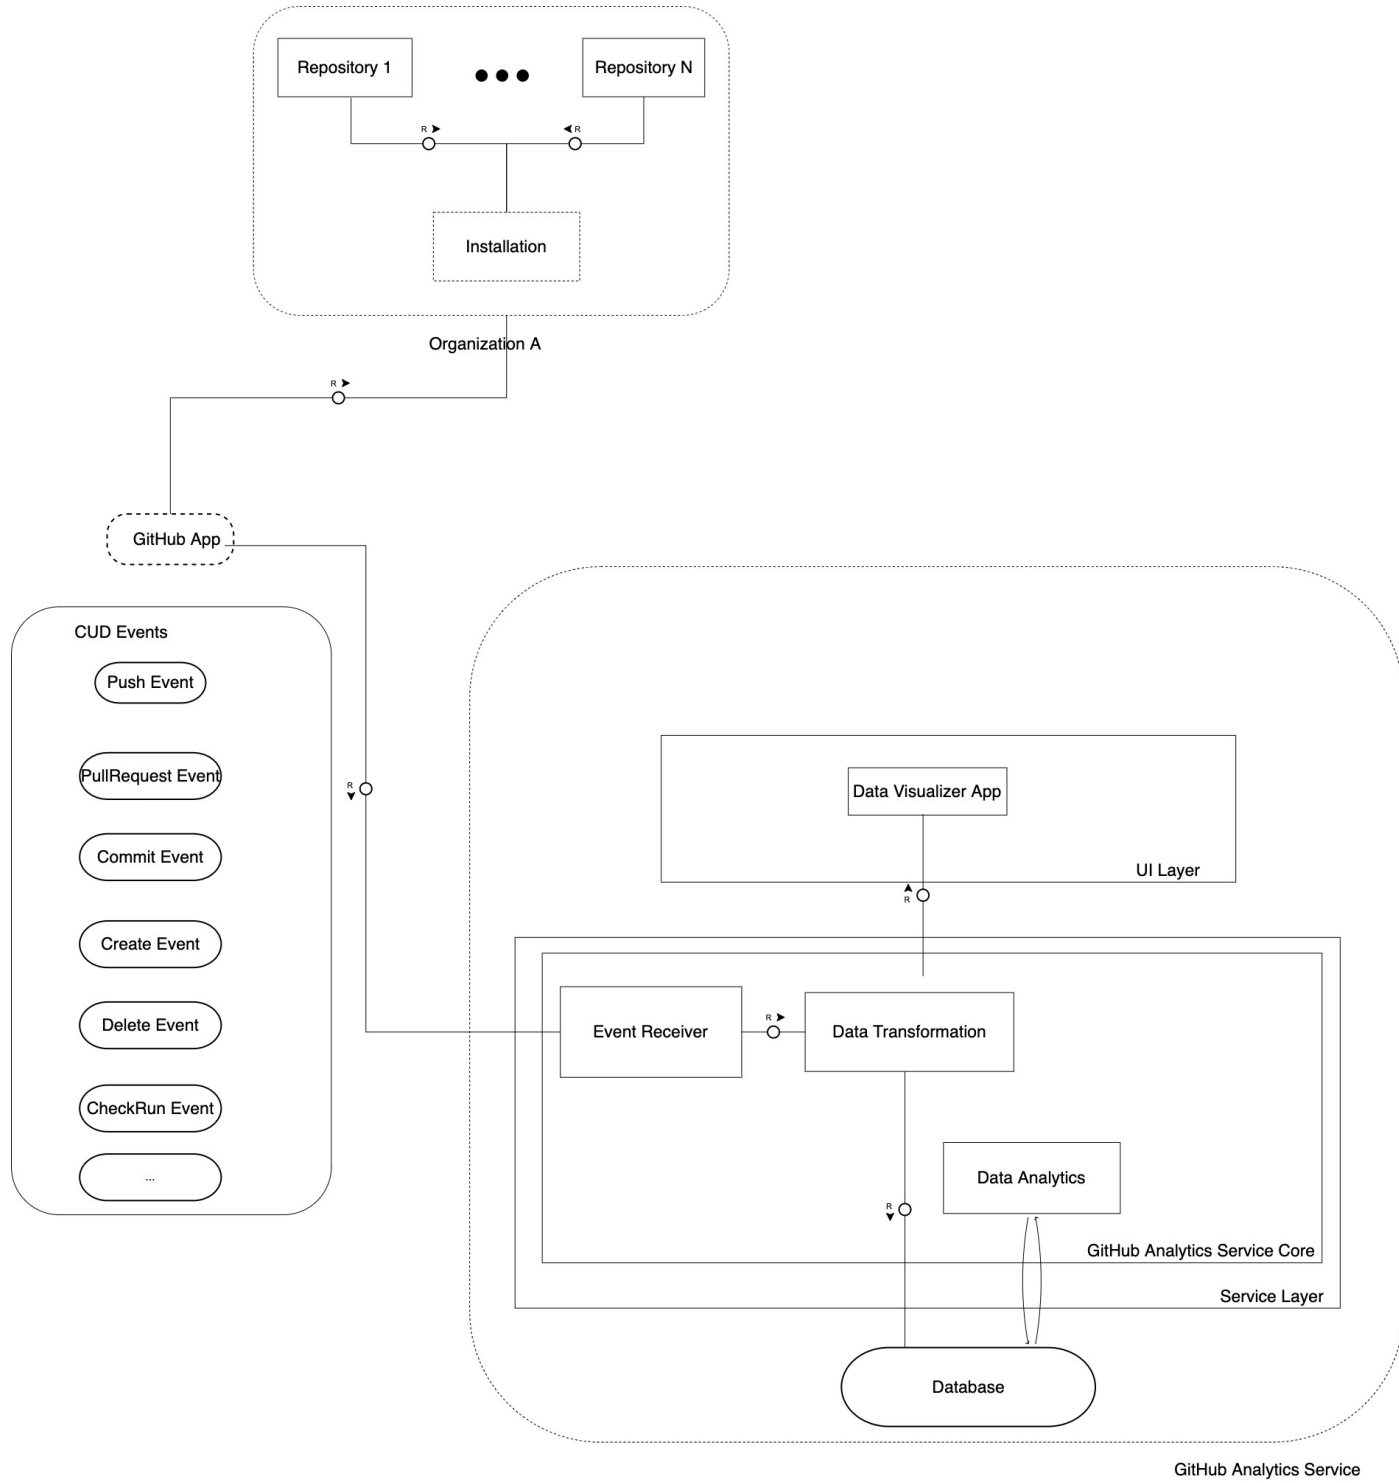 Repository 1
Repository N
R
R
Installation
Organization A
R
GitHub App
CUD Events
Push Event
PullRequest Event
Commit Event
Create Event
Delete Event
CheckRun Event
...
R
Data Visualizer App
UI Layer
R
Event Receiver
R
Data Transformation
Data Analytics
R
GitHub Analytics Service Core
Service Layer
Database
GitHub Analytics Service